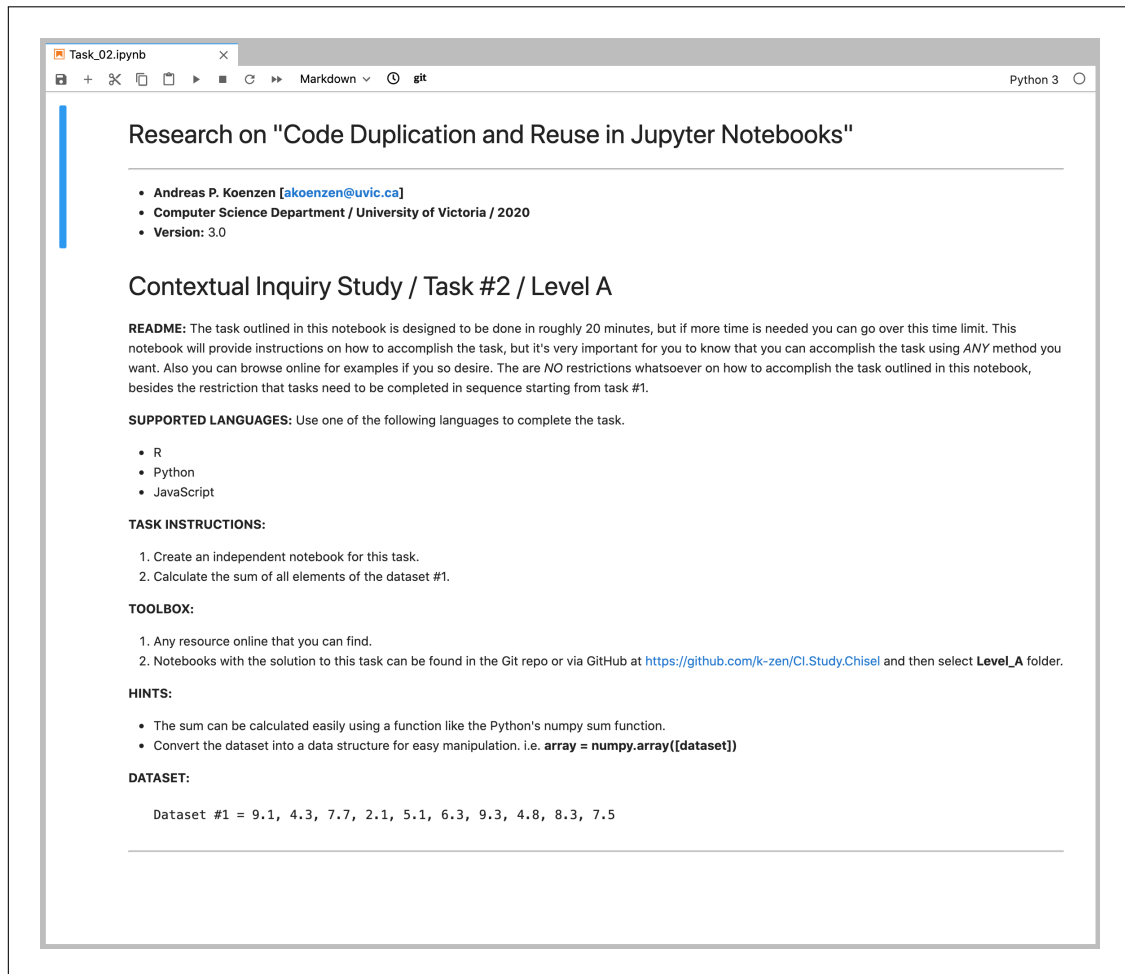 Task_02.ipynb
Markdown
git
Python 3
Research on "Code Duplication and Reuse in Jupyter Notebooks"
• Andreas P. Koenzen [akoenzen@uvic.ca]
• Computer Science Department / University of Victoria / 2020
• Version: 3.0
Contextual Inquiry Study / Task #2 / Level A
README: The task outlined in this notebook is designed to be done in roughly 20 minutes, but if more time is needed you can go over this time limit. This
notebook will provide instructions on how to accomplish the task, but it's very important for you to know that you can accomplish the task using ANY method you
want. Also you can browse online for examples if you so desire. The are NO restrictions whatsoever on how to accomplish the task outlined in this notebook,
besides the restriction that tasks need to be completed in sequence starting from task #1.
SUPPORTED LANGUAGES: Use one of the following languages to complete the task.
• R
• Python
• JavaScript
TASK INSTRUCTIONS:
1. Create an independent notebook for this task.
2. Calculate the sum of all elements of the dataset #1.
TOOLBOX:
1. Any resource online that you can find.
2. Notebooks with the solution to this task can be found in the Git repo or via GitHub at https://github.com/k-zen/CI.Study.Chisel and then select Level_A folder.
HINTS:
• The sum can be calculated easily using a function like the Python's numpy sum function.
• Convert the dataset into a data structure for easy manipulation. i.e. array = numpy.array([dataset])
DATASET:
Dataset #1 = 9.1, 4.3, 7.7, 2.1, 5.1, 6.3, 9.3, 4.8, 8.3, 7.5